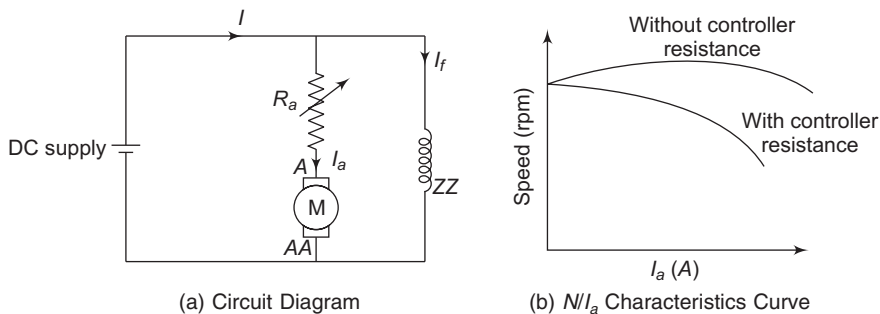 I
I_f
R_a
DC supply
A
I_a
M
ZZ
AA
(a) Circuit Diagram
Without controller
resistance
With controller
resistance
Speed (rpm)
I_a (A)
(b) N/I_a Characteristics Curve